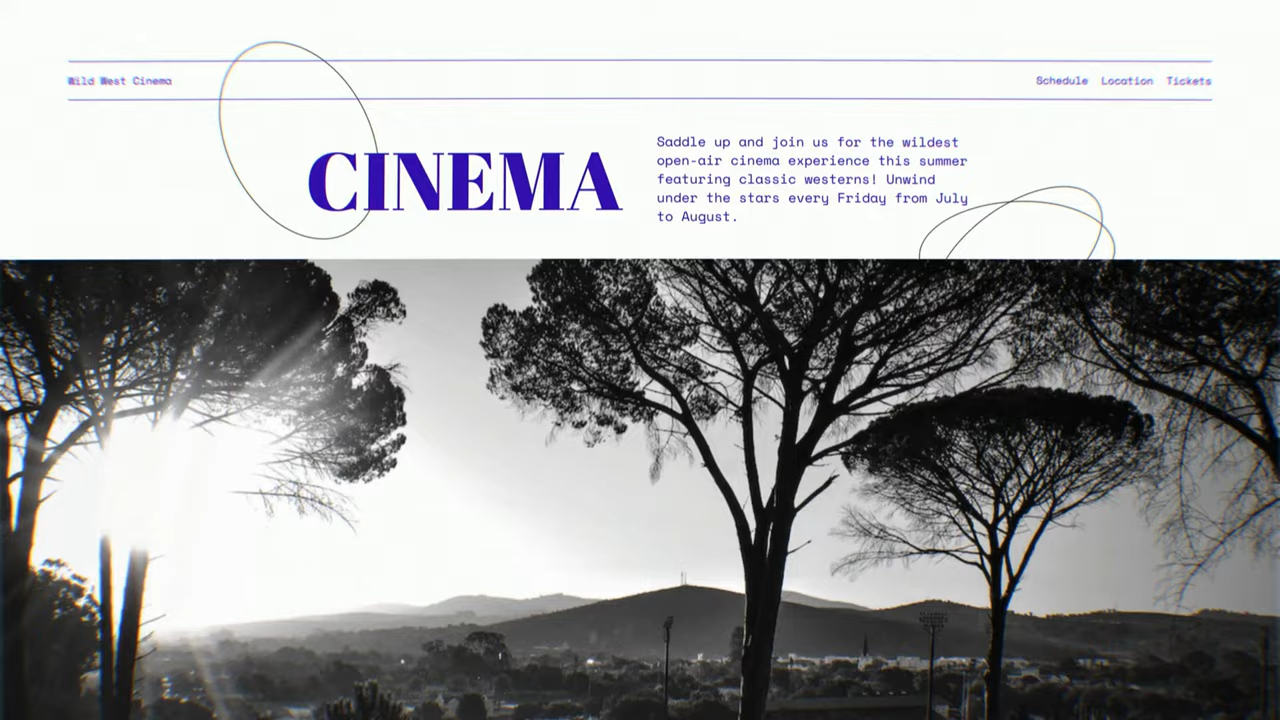 Wild West Cinema
Schedule Location Tickets
CINEMA
Saddle up and join us for the wildest
open-air cinema experience this summer
featuring classic westerns! Unwind
under the stars every Friday from July
to August.